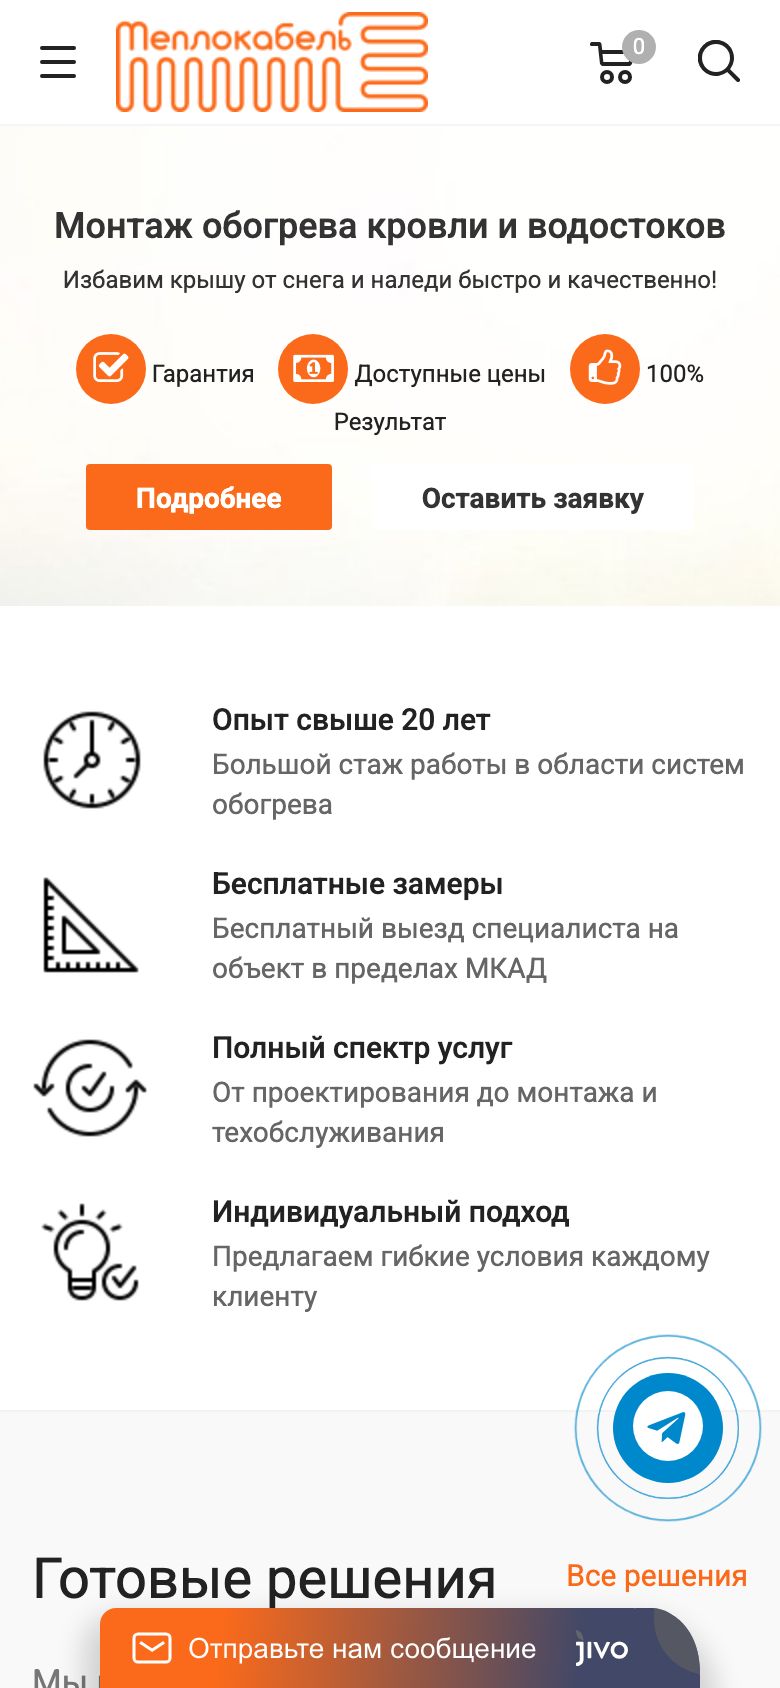 Теплокабель
0
Монтаж обогрева кровли и водостоков
Избавим крышу от снега и наледи быстро и качественно!
Гарантия Доступные цены 100%
Результат
Подробнее Оставить заявку
Опыт свыше 20 лет
Большой стаж работы в области систем
обогрева
Бесплатные замеры
Бесплатный выезд специалиста на
объект в пределах МКАД
Полный спектр услуг
От проектирования до монтажа и
техобслуживания
Индивидуальный подход
Предлагаем гибкие условия каждому
клиенту
Готовые решения Все решения
Отправьте нам сообщение jivo
Мы